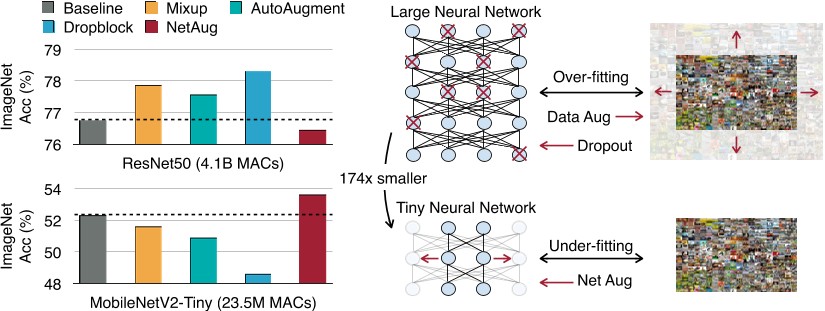 Baseline
Mixup
AutoAugment
Dropblock
NetAug
ImageNet
Acc (%)
79
78
77
76
ResNet50 (4.1B MACs)
ImageNet
Acc (%)
54
52
50
48
MobileNetV2-Tiny (23.5M MACs)
Large Neural Network
Over-fitting
Data Aug
Dropout
174x smaller
Tiny Neural Network
Under-fitting
Net Aug